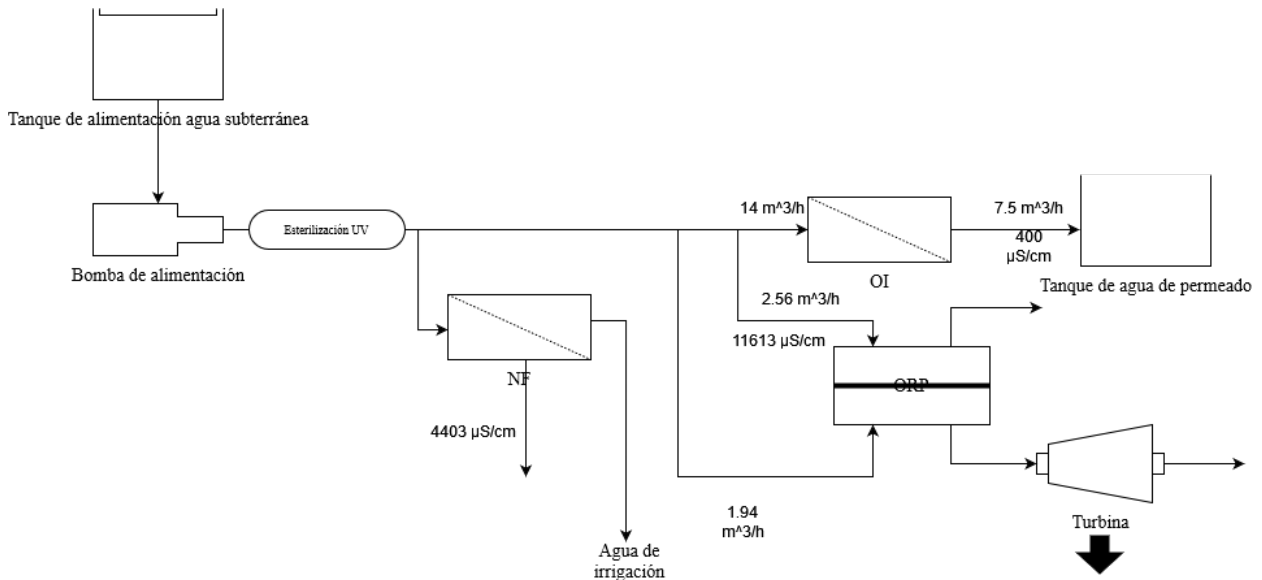 Tanque de alimentación agua subterránea
14 m^3/h
7.5 m^3/h
Esterilización UV
400
µS/cm
Bomba de alimentación
OI
Tanque de agua de permeado
2.56 m^3/h
11613 µS/cm
NF
ORP
4403 µS/cm
1.94
m^3/h
Turbina
Agua de
irrigación